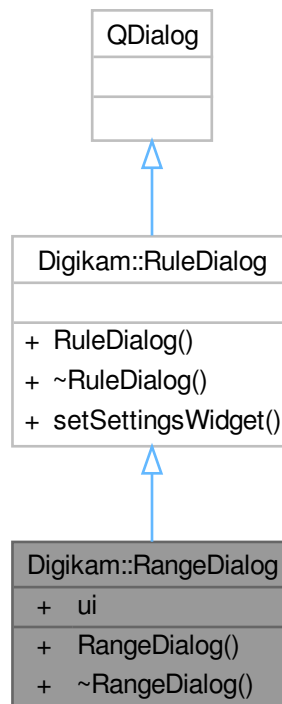 QDialog
Digikam::RuleDialog
+ RuleDialog()
+ ~RuleDialog()
+ setSettingsWidget()
Digikam::RangeDialog
+ ui
+ RangeDialog()
+ ~RangeDialog()